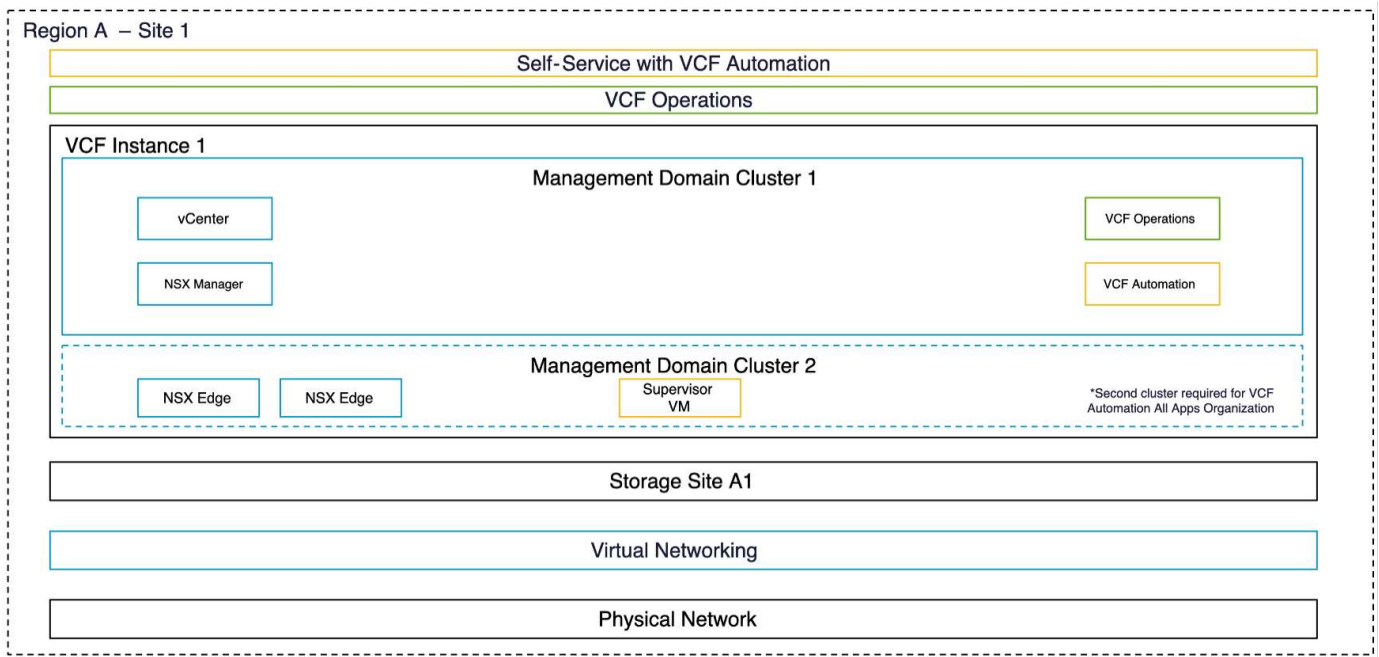 Region A – Site 1
Self-Service with VCF Automation
VCF Operations
VCF Instance 1
Management Domain Cluster 1
vCenter
VCF Operations
NSX Manager
VCF Automation
Management Domain Cluster 2
NSX Edge
NSX Edge
Supervisor
VM
*Second cluster required for VCF
Automation All Apps Organization
Storage Site A1
Virtual Networking
Physical Network